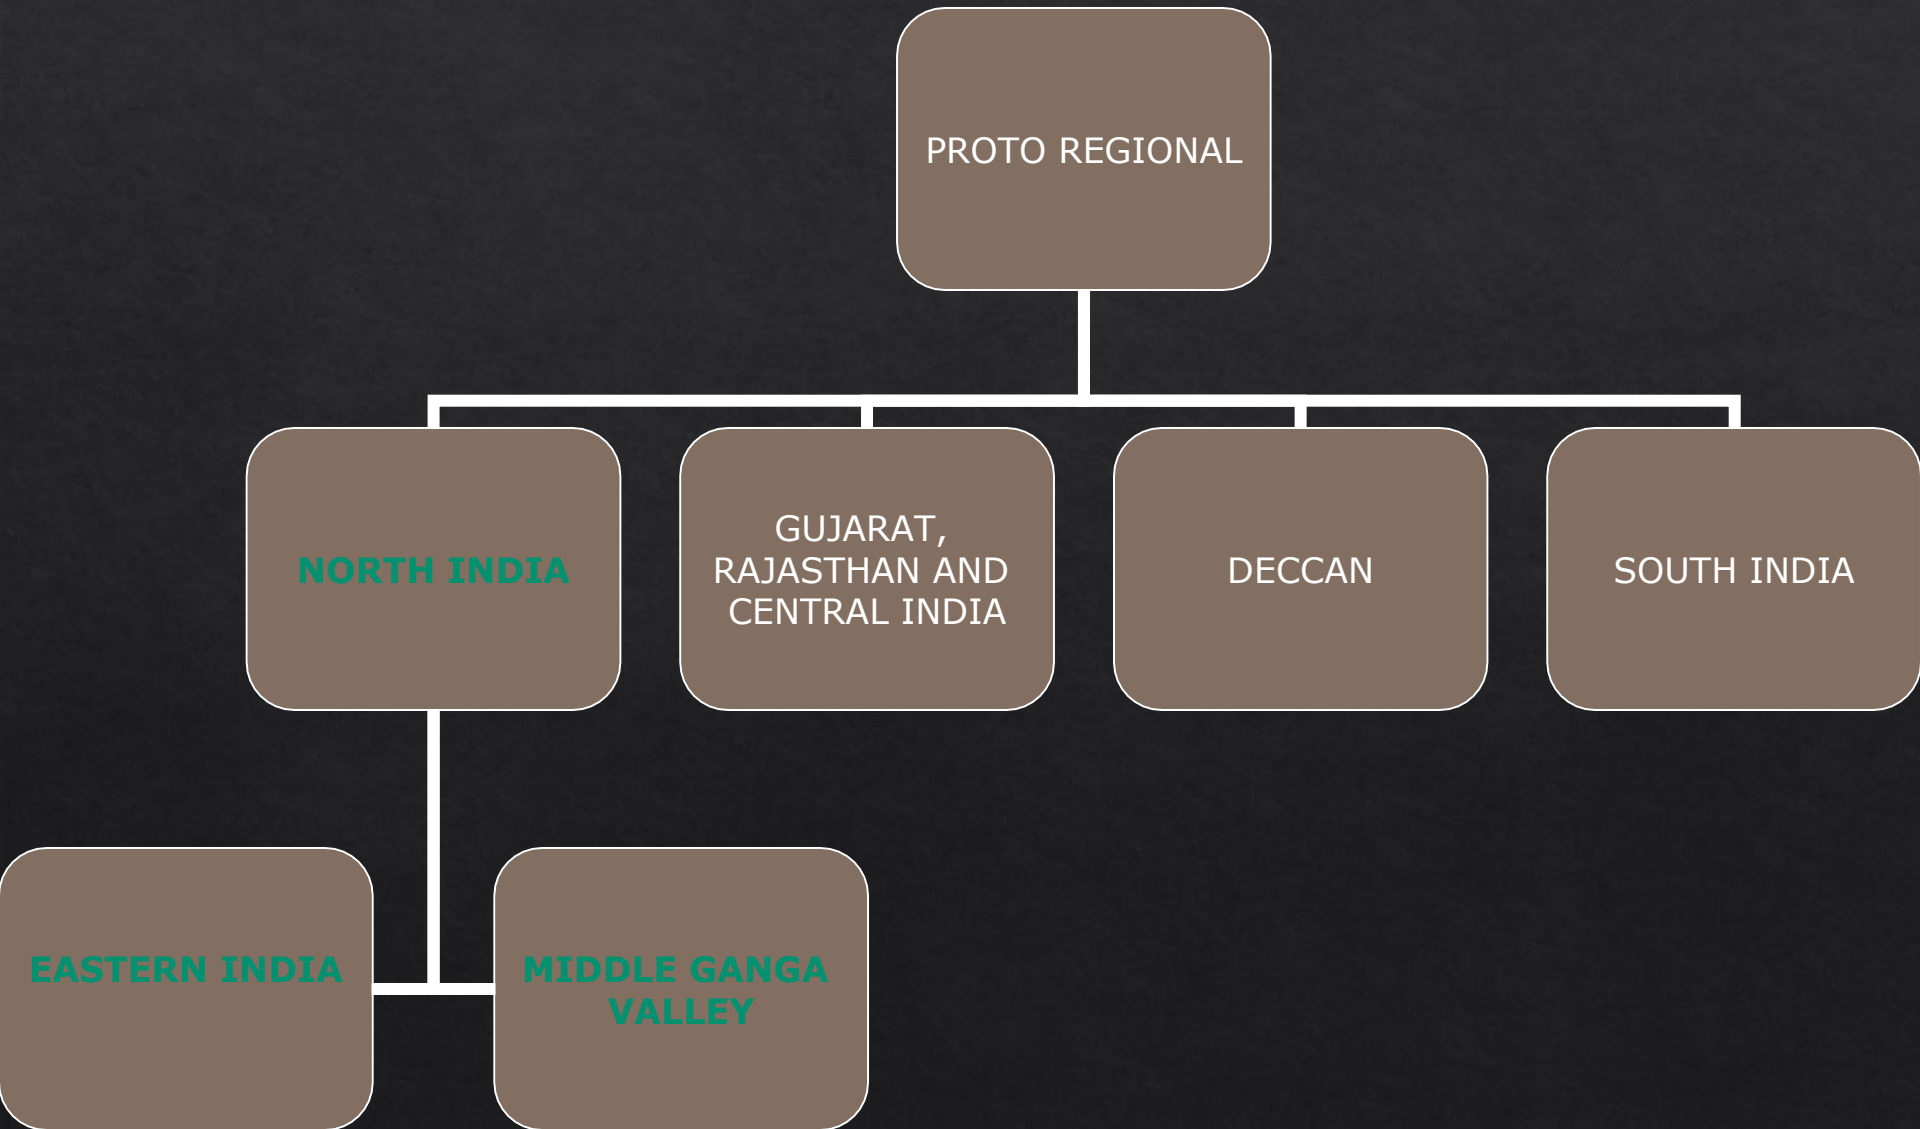 PROTO REGIONAL
NORTH INDIA
GUJARAT,
RAJASTHAN AND
CENTRAL INDIA
DECCAN
SOUTH INDIA
EASTERN INDIA
MIDDLE GANGA
VALLEY